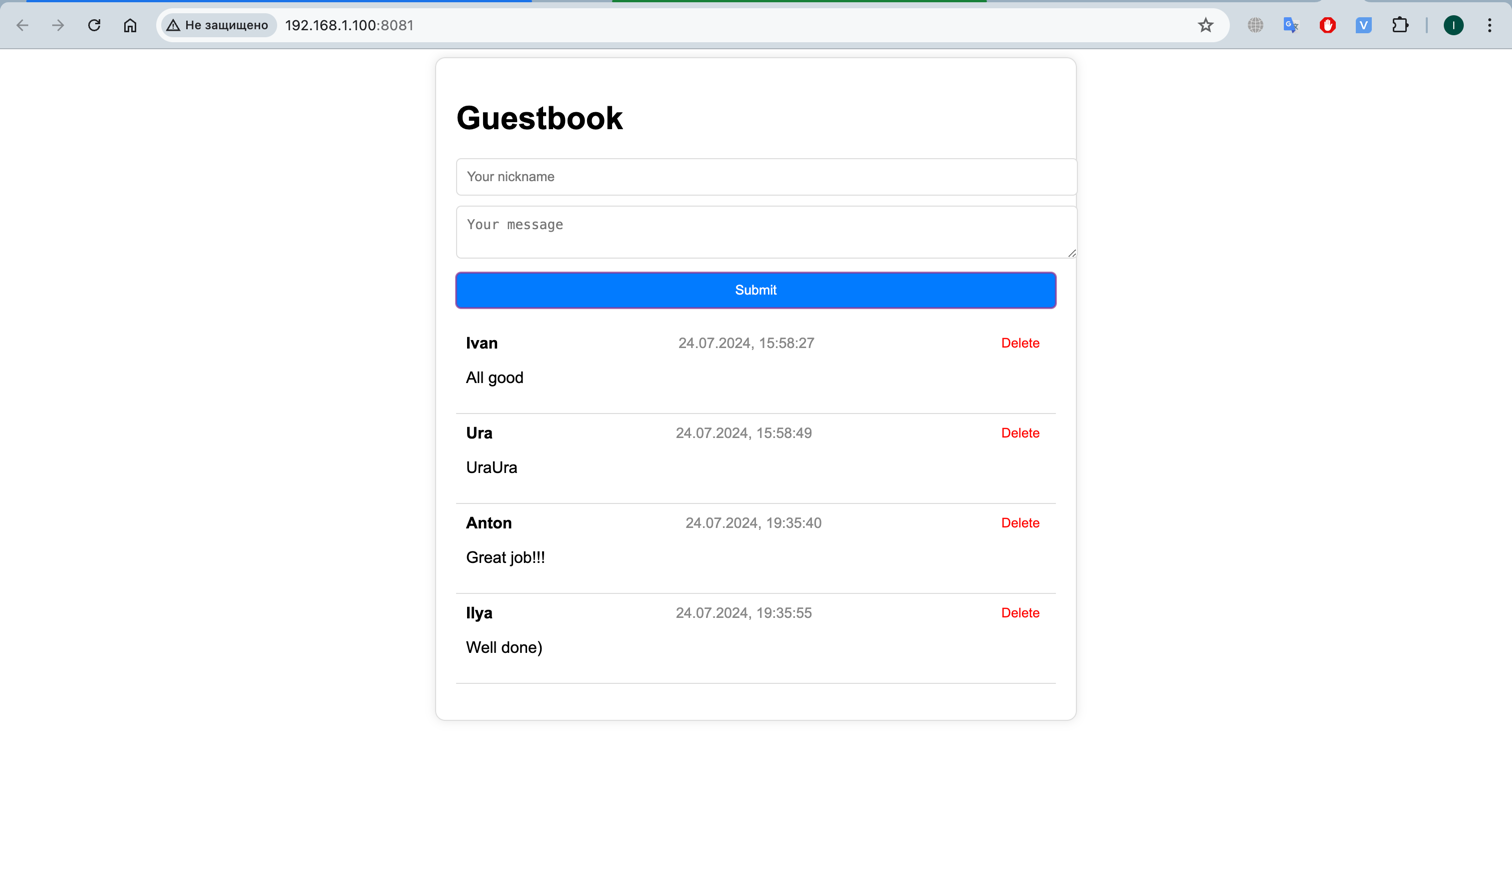 Не защищено 192.168.1.100:8081
G
V
I
Guestbook
Your nickname
Your message
Submit
Ivan 24.07.2024, 15:58:27 Delete
All good
Ura 24.07.2024, 15:58:49 Delete
UraUra
Anton 24.07.2024, 19:35:40 Delete
Great job!!!
Ilya 24.07.2024, 19:35:55 Delete
Well done)